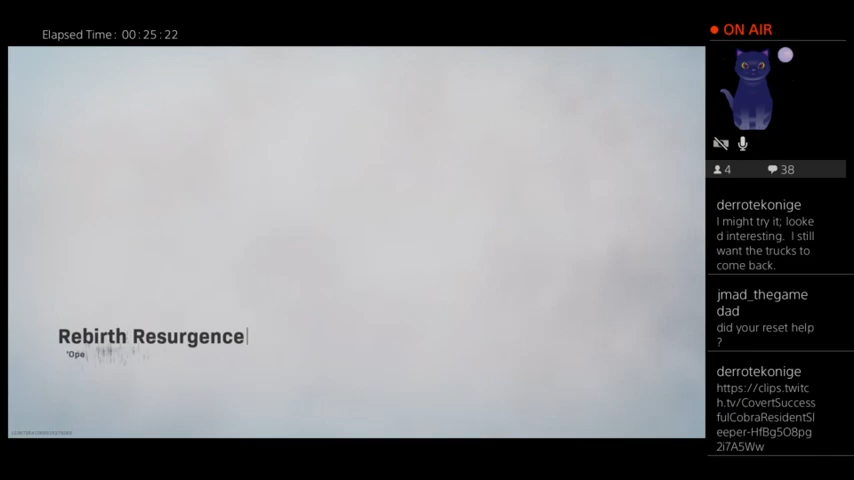 Elapsed Time: 00:25:22
ON AIR
4 38
derrotekonige
I might try it; looke
d interesting. I still
want the trucks to
come back.
jmad_thegame
dad
did your reset help
?
derrotekonige
https://clips.twitc
h.tv/CovertSuccess
fulCobraResidentSl
eeper-HfBg5O8pg
2i7A5Ww
Rebirth Resurgence
'Ope